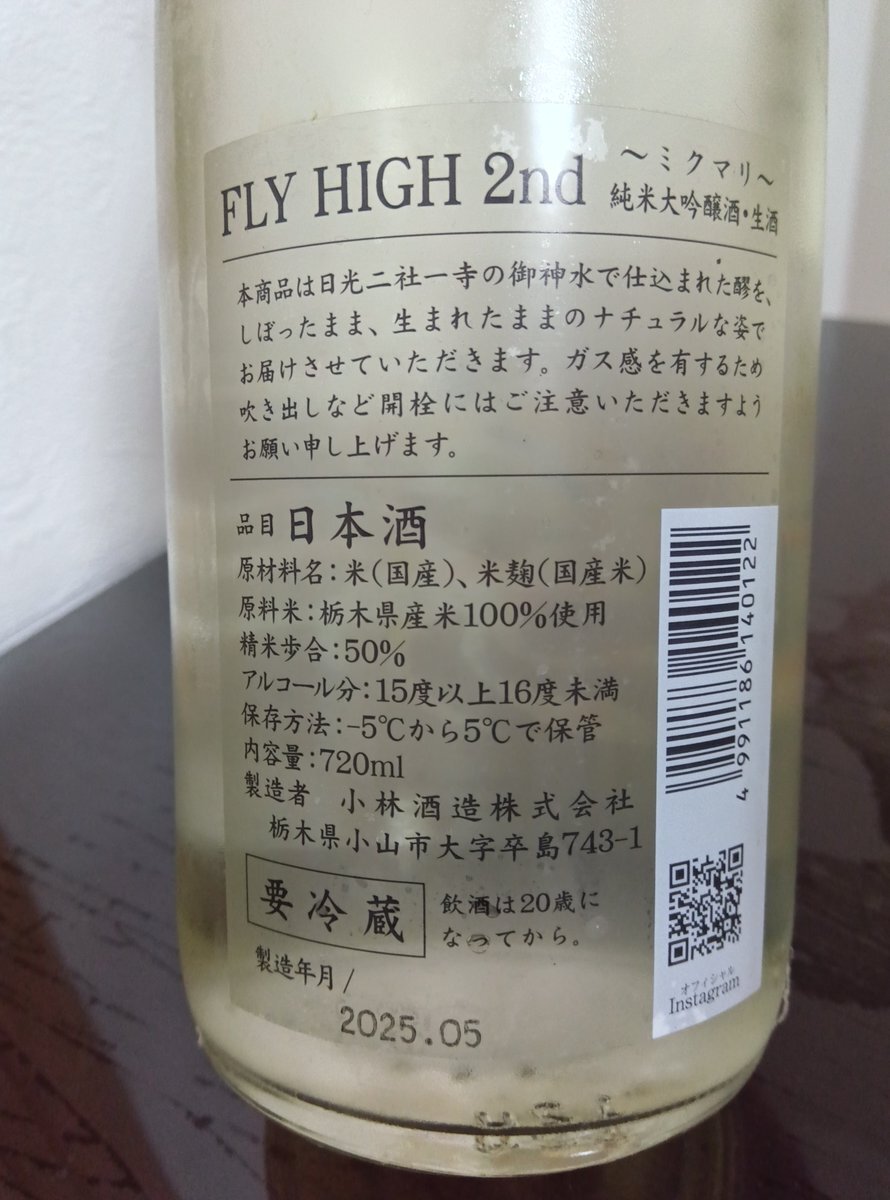 FLY HIGH 2nd
～ミクマリ～
純米大吟醸酒・生酒
本商品は日光二社一寺の御神水で仕込まれた醪を、
しぼったまま、生まれたままのナチュラルな姿で
お届けさせていただきます。ガス感を有するため
吹き出しなど開栓にはご注意いただきますよう
お願い申し上げます。
品目 日本酒
原材料名：米（国産）、米麹（国産米）
原料米：栃木県産米100%使用
精米歩合：50%
アルコール分：15度以上16度未満
保存方法：-5℃から5℃で保管
内容量：720ml
製造者 小林酒造株式会社
栃木県小山市大字卒島743-1
要冷蔵
飲酒は20歳に
なってから。
製造年月/
2025.05
4 991186 140122
オフィシャル
Instagram